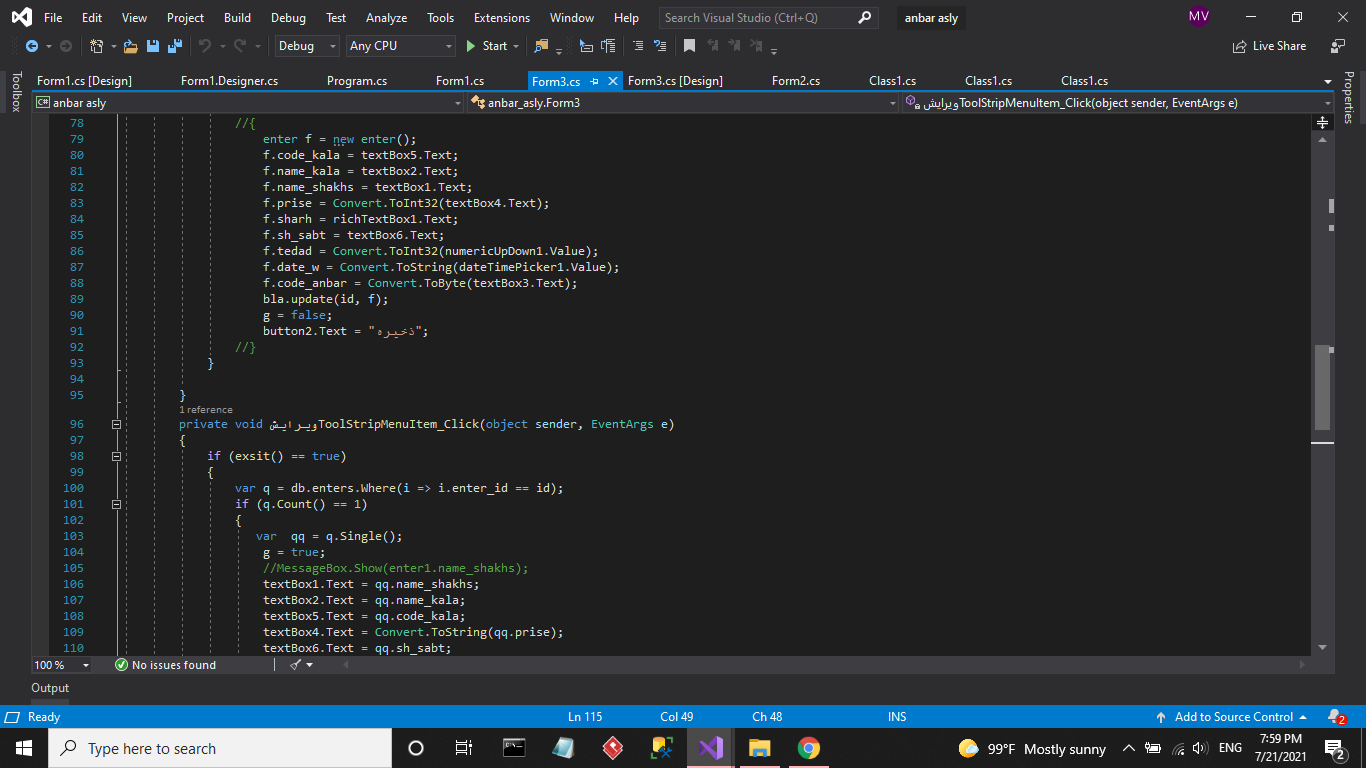 File Edit View Project Build Debug Test Analyze Tools Extensions Window Help Search Visual Studio (Ctrl+Q) anbar asly MV
Debug Any CPU Start Live Share
Form1.cs [Design] Form1.Designer.cs Program.cs Form1.cs Form3.cs Form3.cs [Design] Form2.cs Class1.cs Class1.cs Class1.cs
Toolbox
Properties
C# anbar asly anbar_asly.Form3 ویرایشToolStripMenuItem_Click(object sender, EventArgs e)
78 //{
79 enter f = new enter();
80 f.code_kala = textBox5.Text;
81 f.name_kala = textBox2.Text;
82 f.name_shakhs = textBox1.Text;
83 f.prise = Convert.ToInt32(textBox4.Text);
84 f.sharh = richTextBox1.Text;
85 f.sh_sabt = textBox6.Text;
86 f.tedad = Convert.ToInt32(numericUpDown1.Value);
87 f.date_w = Convert.ToString(dateTimePicker1.Value);
88 f.code_anbar = Convert.ToByte(textBox3.Text);
89 bla.update(id, f);
90 g = false;
91 button2.Text = "ذخیره";
92 //}
93 }
94
95 }
1 reference
96 private void ویرایشToolStripMenuItem_Click(object sender, EventArgs e)
97 {
98 if (exsit() == true)
99 {
100 var q = db.enters.Where(i => i.enter_id == id);
101 if (q.Count() == 1)
102 {
103 var qq = q.Single();
104 g = true;
105 //MessageBox.Show(enter1.name_shakhs);
106 textBox1.Text = qq.name_shakhs;
107 textBox2.Text = qq.name_kala;
108 textBox5.Text = qq.code_kala;
109 textBox4.Text = Convert.ToString(qq.prise);
110 textBox6.Text = qq.sh_sabt;
100 % No issues found
Output
Ready Ln 115 Col 49 Ch 48 INS Add to Source Control 2
Type here to search 99°F Mostly sunny ENG 7:59 PM
7/21/2021 2